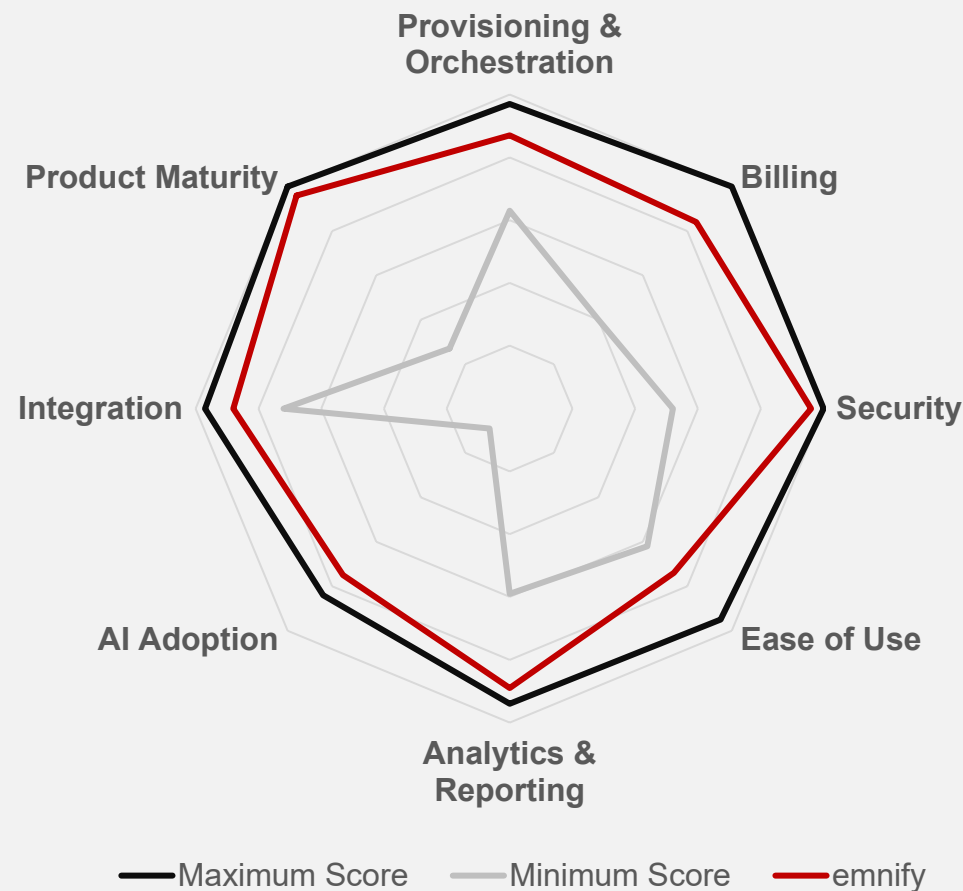 Provisioning &
Orchestration
Product Maturity
Billing
Integration
Security
AI Adoption
Ease of Use
Analytics &
Reporting
Maximum Score
Minimum Score
emnify